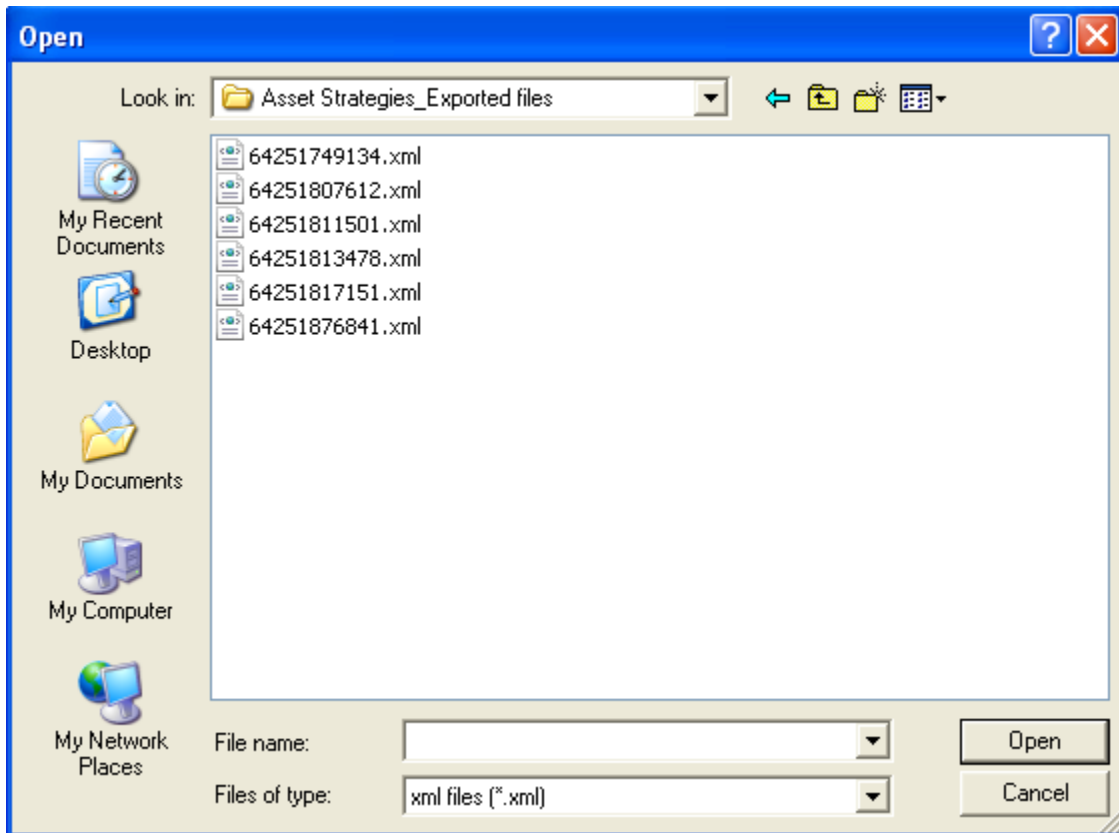 Open
Look in:
Asset Strategies_Exported files
My Recent
Documents
Desktop
My Documents
My Computer
My Network
Places
64251749134.xml
64251807612.xml
64251811501.xml
64251813478.xml
64251817151.xml
64251876841.xml
File name:
Open
Files of type:
xml files (*.xml)
Cancel